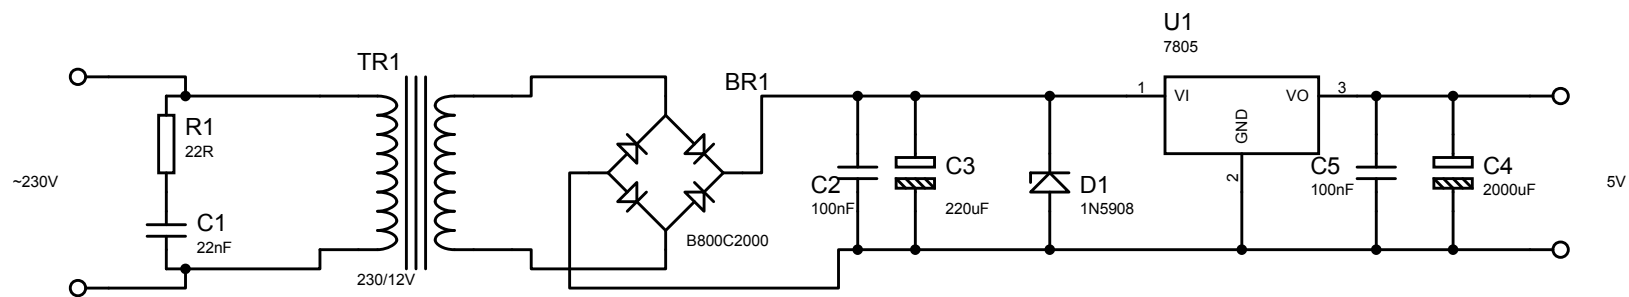 ~230V
R1
22R
C1
22nF
TR1
230/12V
BR1
B800C2000
C2
100nF
C3
220uF
D1
1N5908
U1
7805
1
VI
VO
3
GND
2
C5
100nF
C4
2000uF
5V